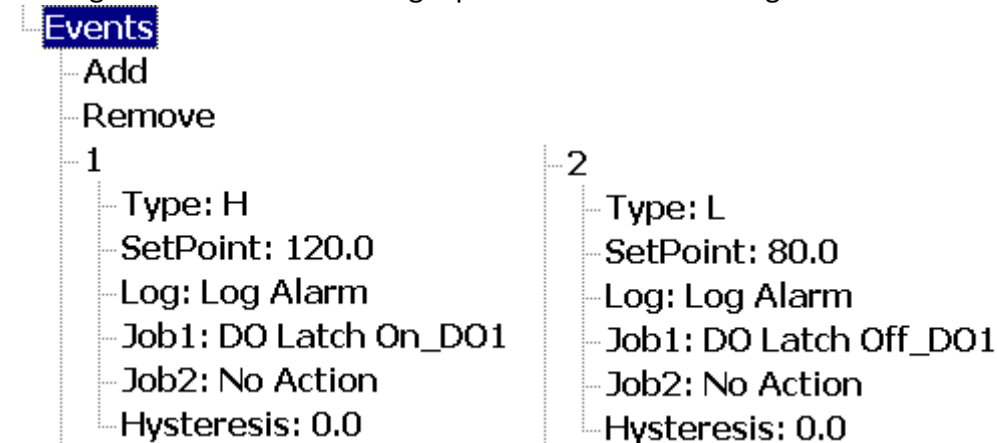 Events
Add
Remove
1
Type: H
SetPoint: 120.0
Log: Log Alarm
Job1: DO Latch On_DO1
Job2: No Action
Hysteresis: 0.0
2
Type: L
SetPoint: 80.0
Log: Log Alarm
Job1: DO Latch Off_DO1
Job2: No Action
Hysteresis: 0.0